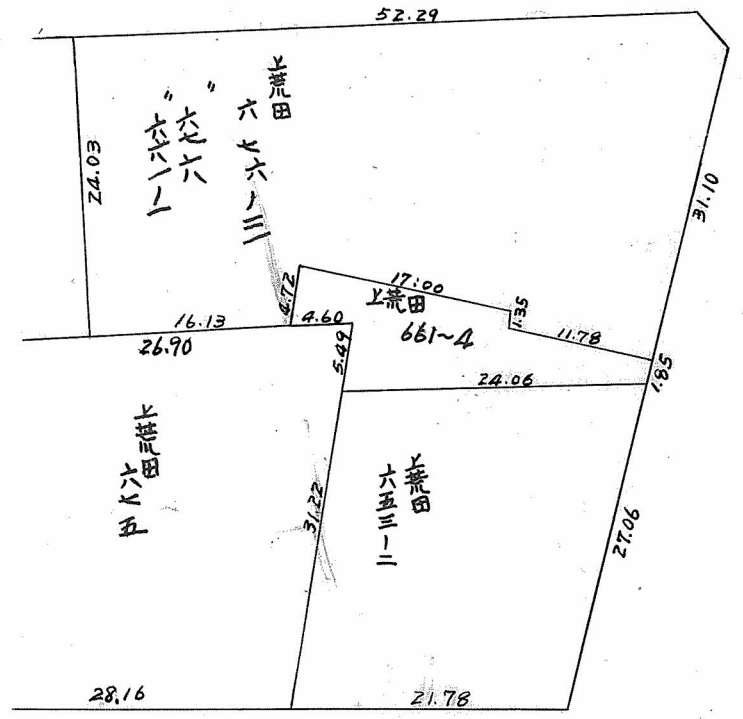 52.29
上荒田
六七六ノ三
〃六七六
〃六六一ノ一
24.03
31.10
4.72
17.00
上荒田
661~4
1.35
11.78
16.13
4.60
26.90
5.49
24.06
1.85
上荒田
六七五
上荒田
六五三ノ二
31.22
27.06
28.16
21.78